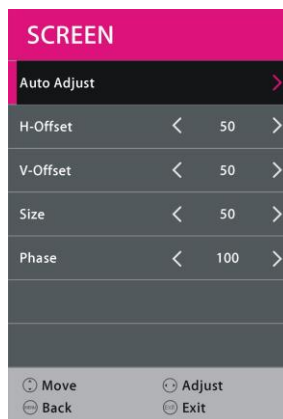 SCREEN
Auto Adjust
H-Offset 50
V-Offset 50
Size 50
Phase 100
Move Adjust
Back Exit